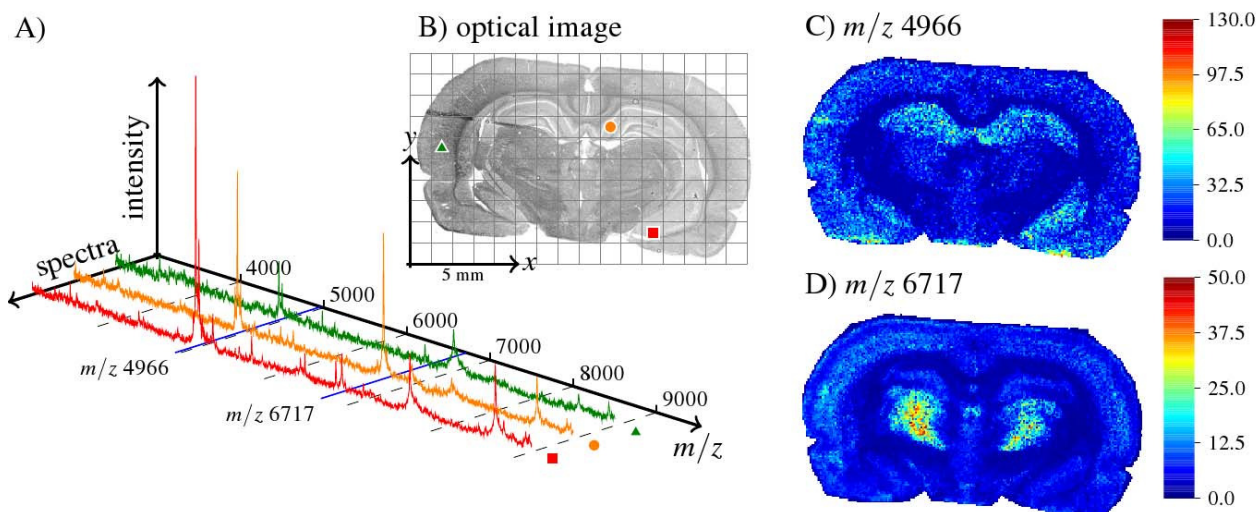 A)
intensity
spectra
4000
5000
6000
7000
8000
9000
m/z
m/z 4966
m/z 6717
B) optical image
y
x
5 mm
C) m/z 4966
130.0
97.5
65.0
32.5
0.0
D) m/z 6717
50.0
37.5
25.0
12.5
0.0